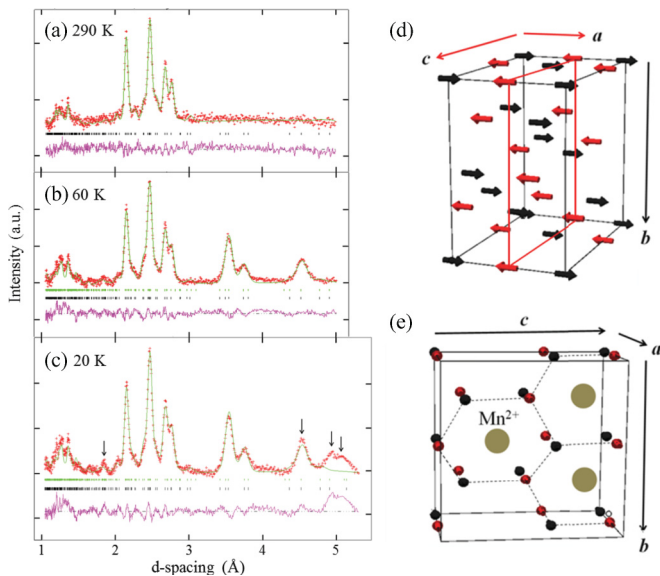 (a) 290 K
(b) 60 K
(c) 20 K
Intensity (a.u.)
1
2
3
4
5
d-spacing (Å)
(d)
c
a
b
(e)
c
a
Mn2+
b